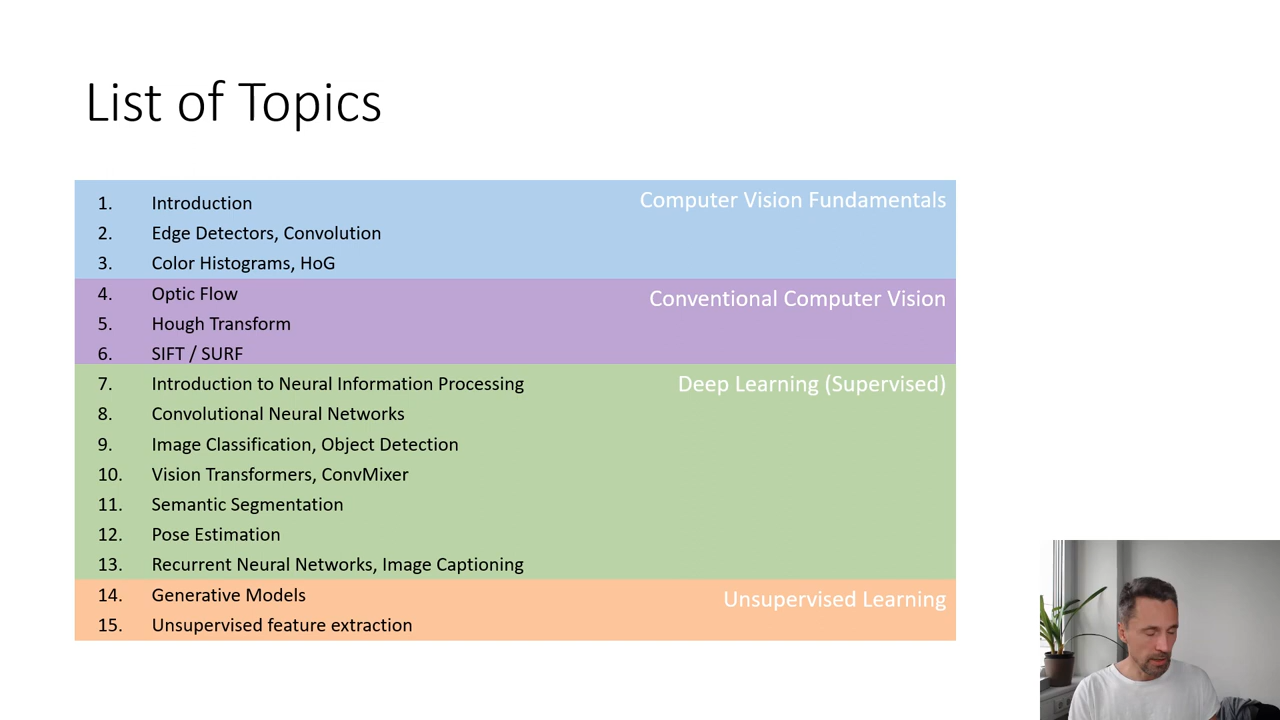 List of Topics
Computer Vision Fundamentals
1. Introduction
2. Edge Detectors, Convolution
3. Color Histograms, HoG
Conventional Computer Vision
4. Optic Flow
5. Hough Transform
6. SIFT / SURF
Deep Learning (Supervised)
7. Introduction to Neural Information Processing
8. Convolutional Neural Networks
9. Image Classification, Object Detection
10. Vision Transformers, ConvMixer
11. Semantic Segmentation
12. Pose Estimation
13. Recurrent Neural Networks, Image Captioning
Unsupervised Learning
14. Generative Models
15. Unsupervised feature extraction